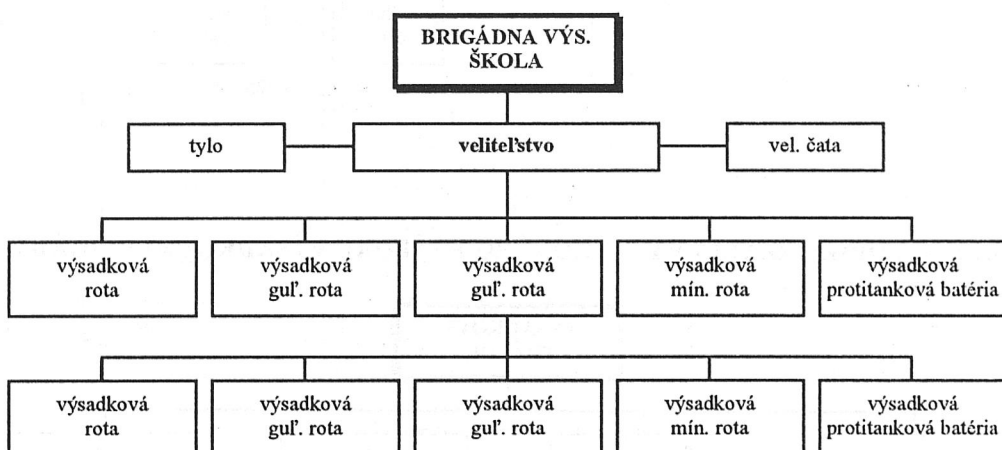 BRIGÁDNA VÝS.
ŠKOLA
tylo
veliteľstvo
vel. čata
výsadková
rota
výsadková
guľ. rota
výsadková
guľ. rota
výsadková
mín. rota
výsadková
protitanková batéria
výsadková
rota
výsadková
guľ. rota
výsadková
guľ. rota
výsadková
mín. rota
výsadková
protitanková batéria